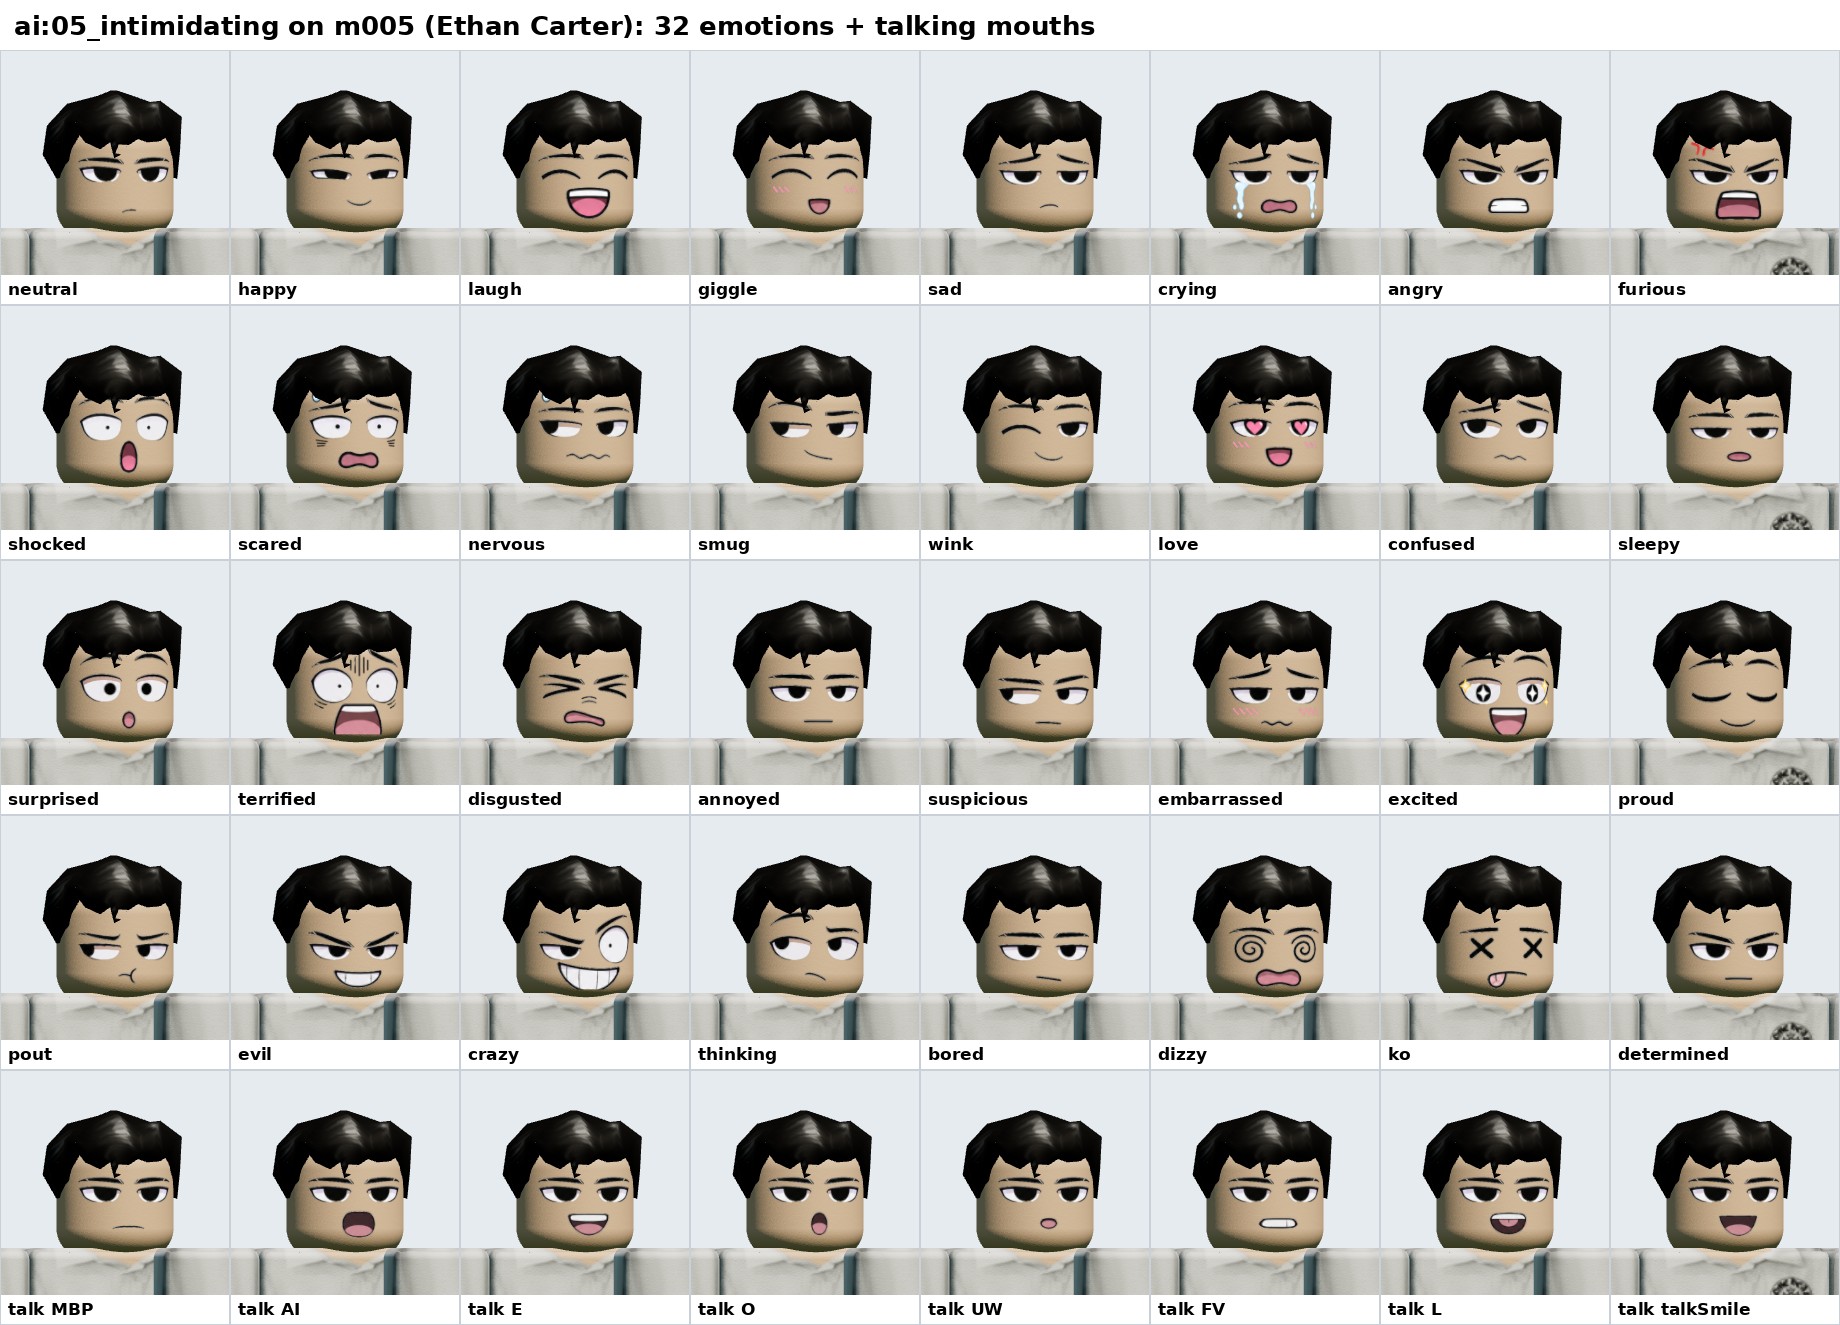 ai:05_intimidating on m005 (Ethan Carter): 32 emotions + talking mouths
neutral happy laugh giggle sad crying angry furious
shocked scared nervous smug wink love confused sleepy
surprised terrified disgusted annoyed suspicious embarrassed excited proud
pout evil crazy thinking bored dizzy ko determined
talk MBP talk AI talk E talk O talk UW talk FV talk L talk talkSmile